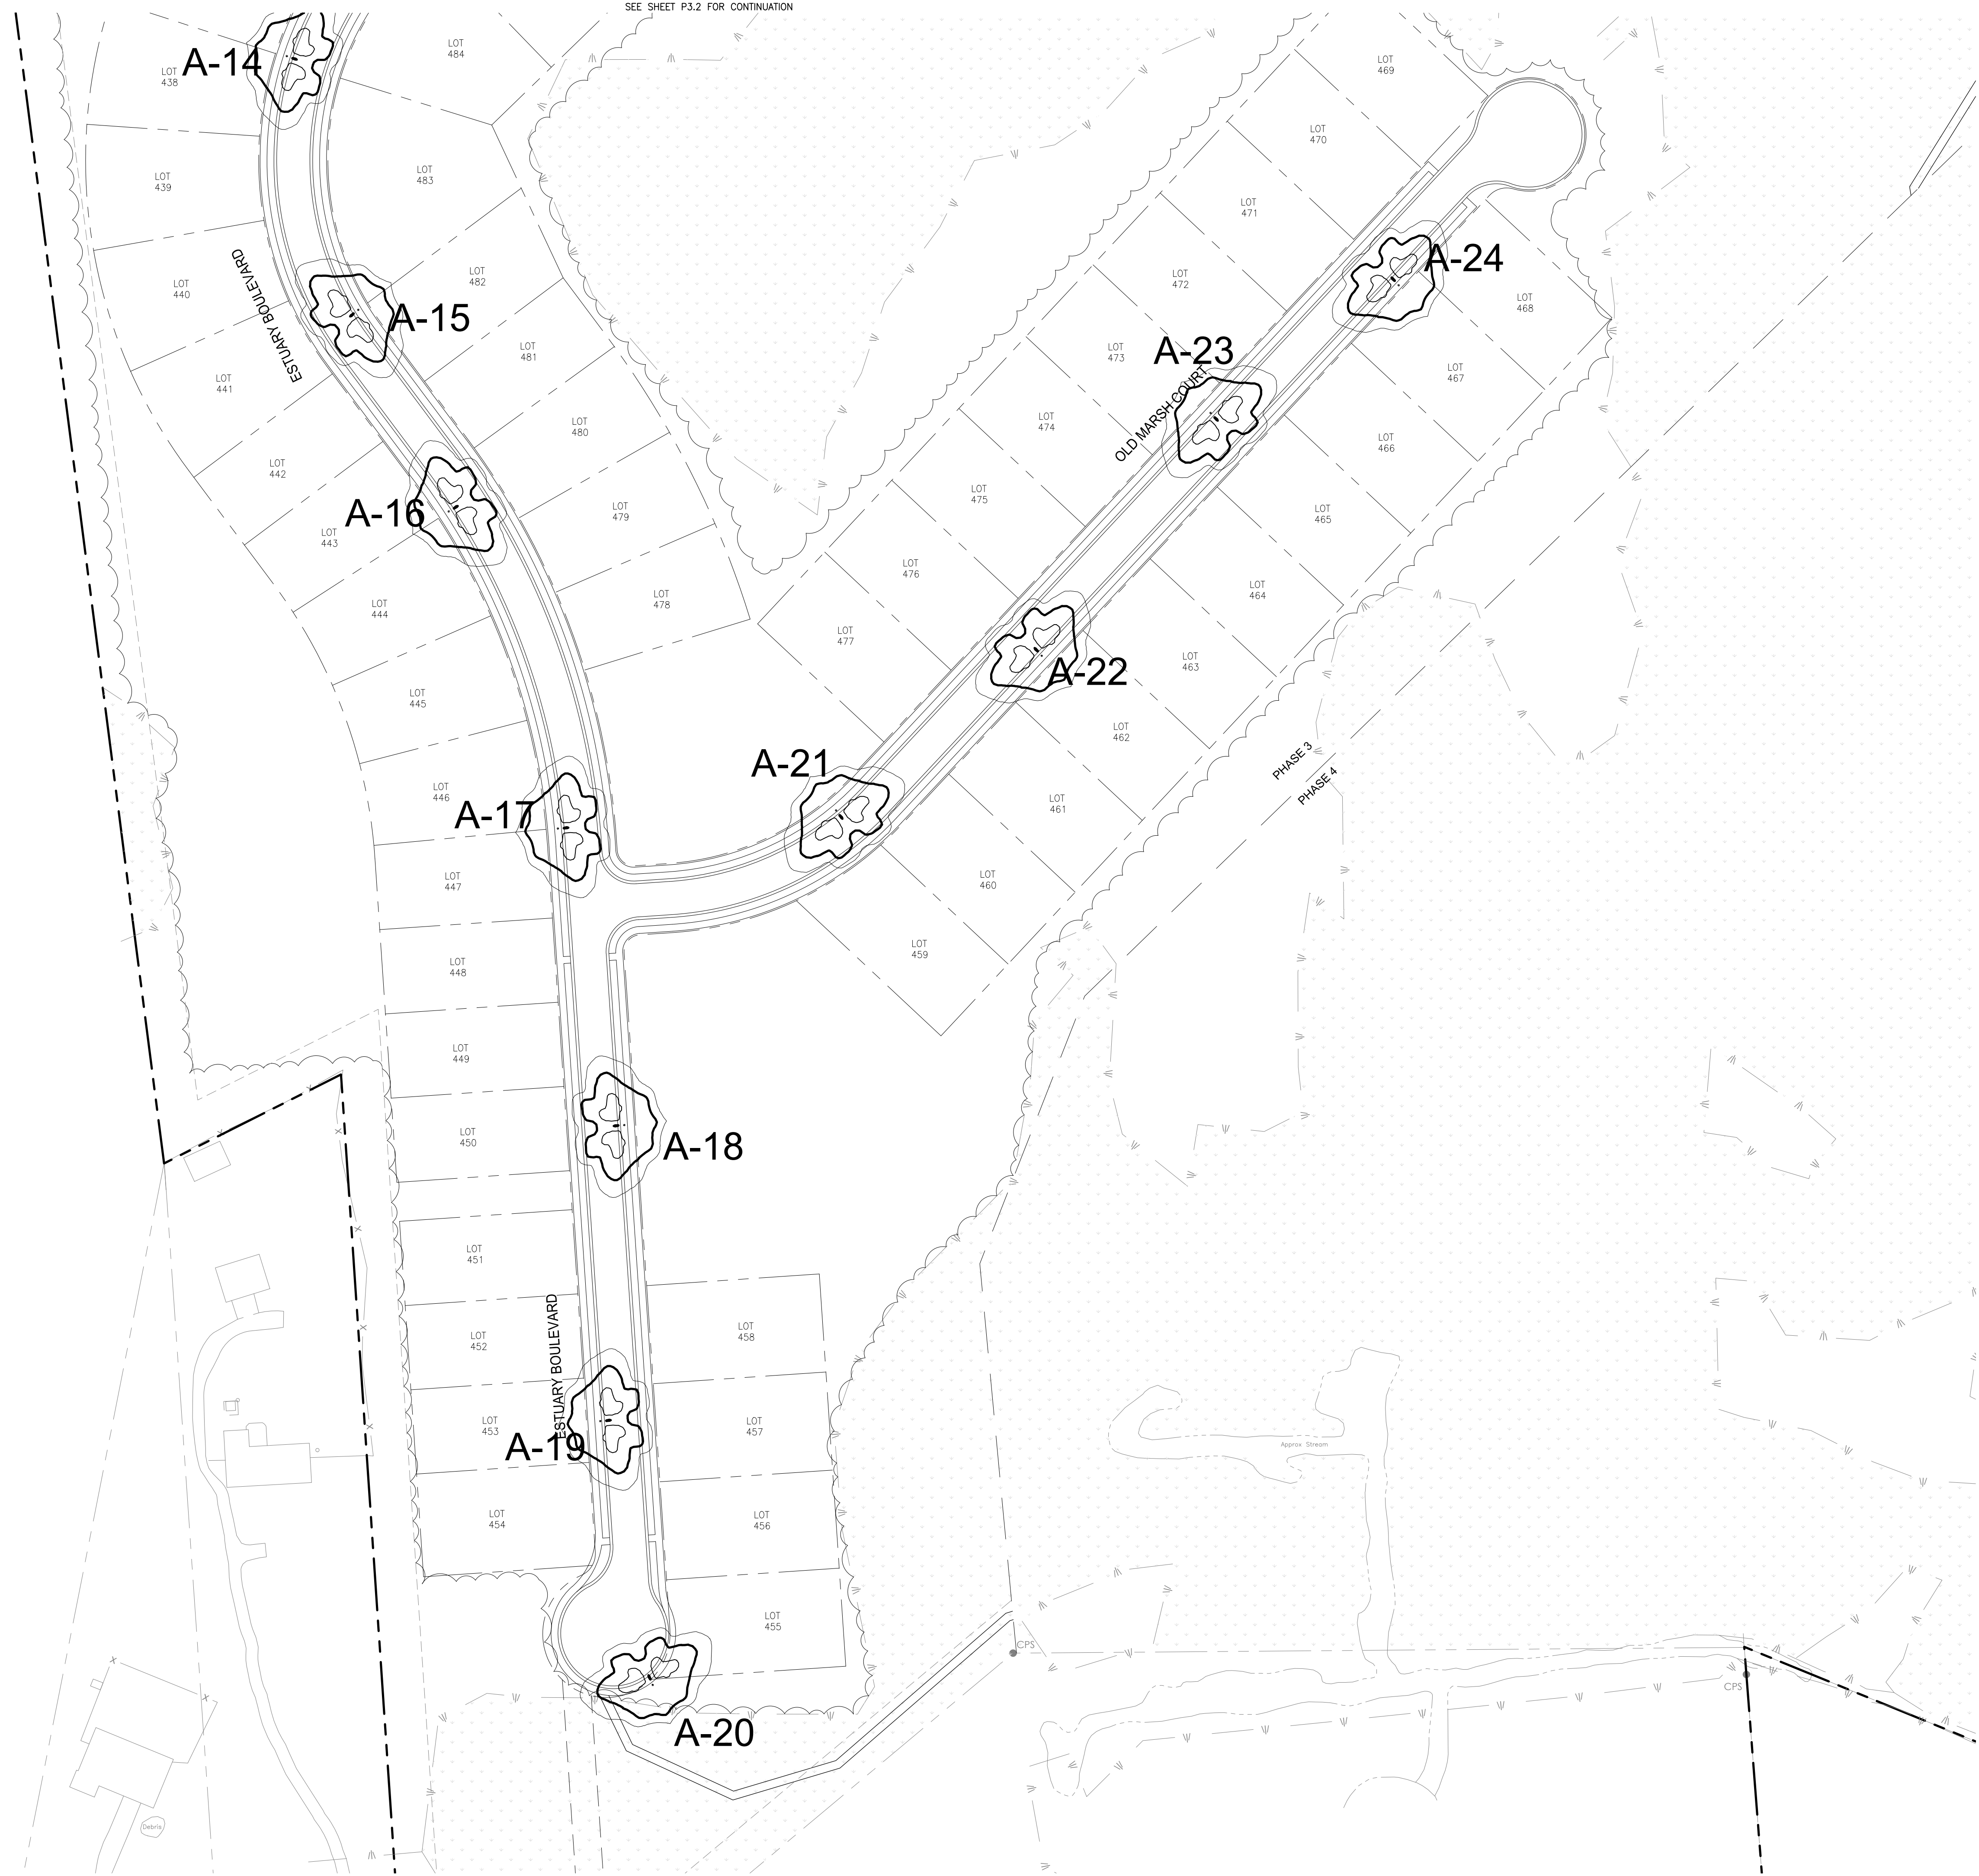 SEE SHEET P3.2 FOR CONTINUATION
A-14
LOT
438
LOT
484
LOT
469
LOT
470
LOT
439
LOT
483
LOT
471
A-24
LOT
440
ESTUARY BOULEVARD
LOT
482
LOT
472
LOT
468
A-15
LOT
481
LOT
473
A-23
LOT
467
LOT
441
OLD MARSH COURT
LOT
480
LOT
474
LOT
466
LOT
442
LOT
475
A-16
LOT
443
LOT
479
LOT
465
LOT
476
LOT
464
LOT
444
LOT
478
LOT
477
LOT
463
A-22
LOT
445
LOT
462
A-21
PHASE 3
PHASE 4
LOT
446
A-17
LOT
461
LOT
447
LOT
460
LOT
448
LOT
459
LOT
449
LOT
450
A-18
LOT
451
LOT
452
ESTUARY BOULEVARD
LOT
458
LOT
453
A-19
LOT
457
Approx Stream
LOT
454
LOT
456
LOT
455
CPS
CPS
A-20
Debris